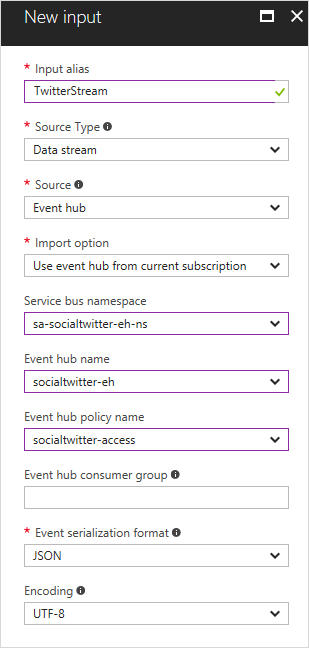 New input
* Input alias
TwitterStream
* Source Type
Data stream
* Source
Event hub
* Import option
Use event hub from current subscription
Service bus namespace
sa-socialtwitter-eh-ns
Event hub name
socialtwitter-eh
Event hub policy name
socialtwitter-access
Event hub consumer group
* Event serialization format
JSON
Encoding
UTF-8